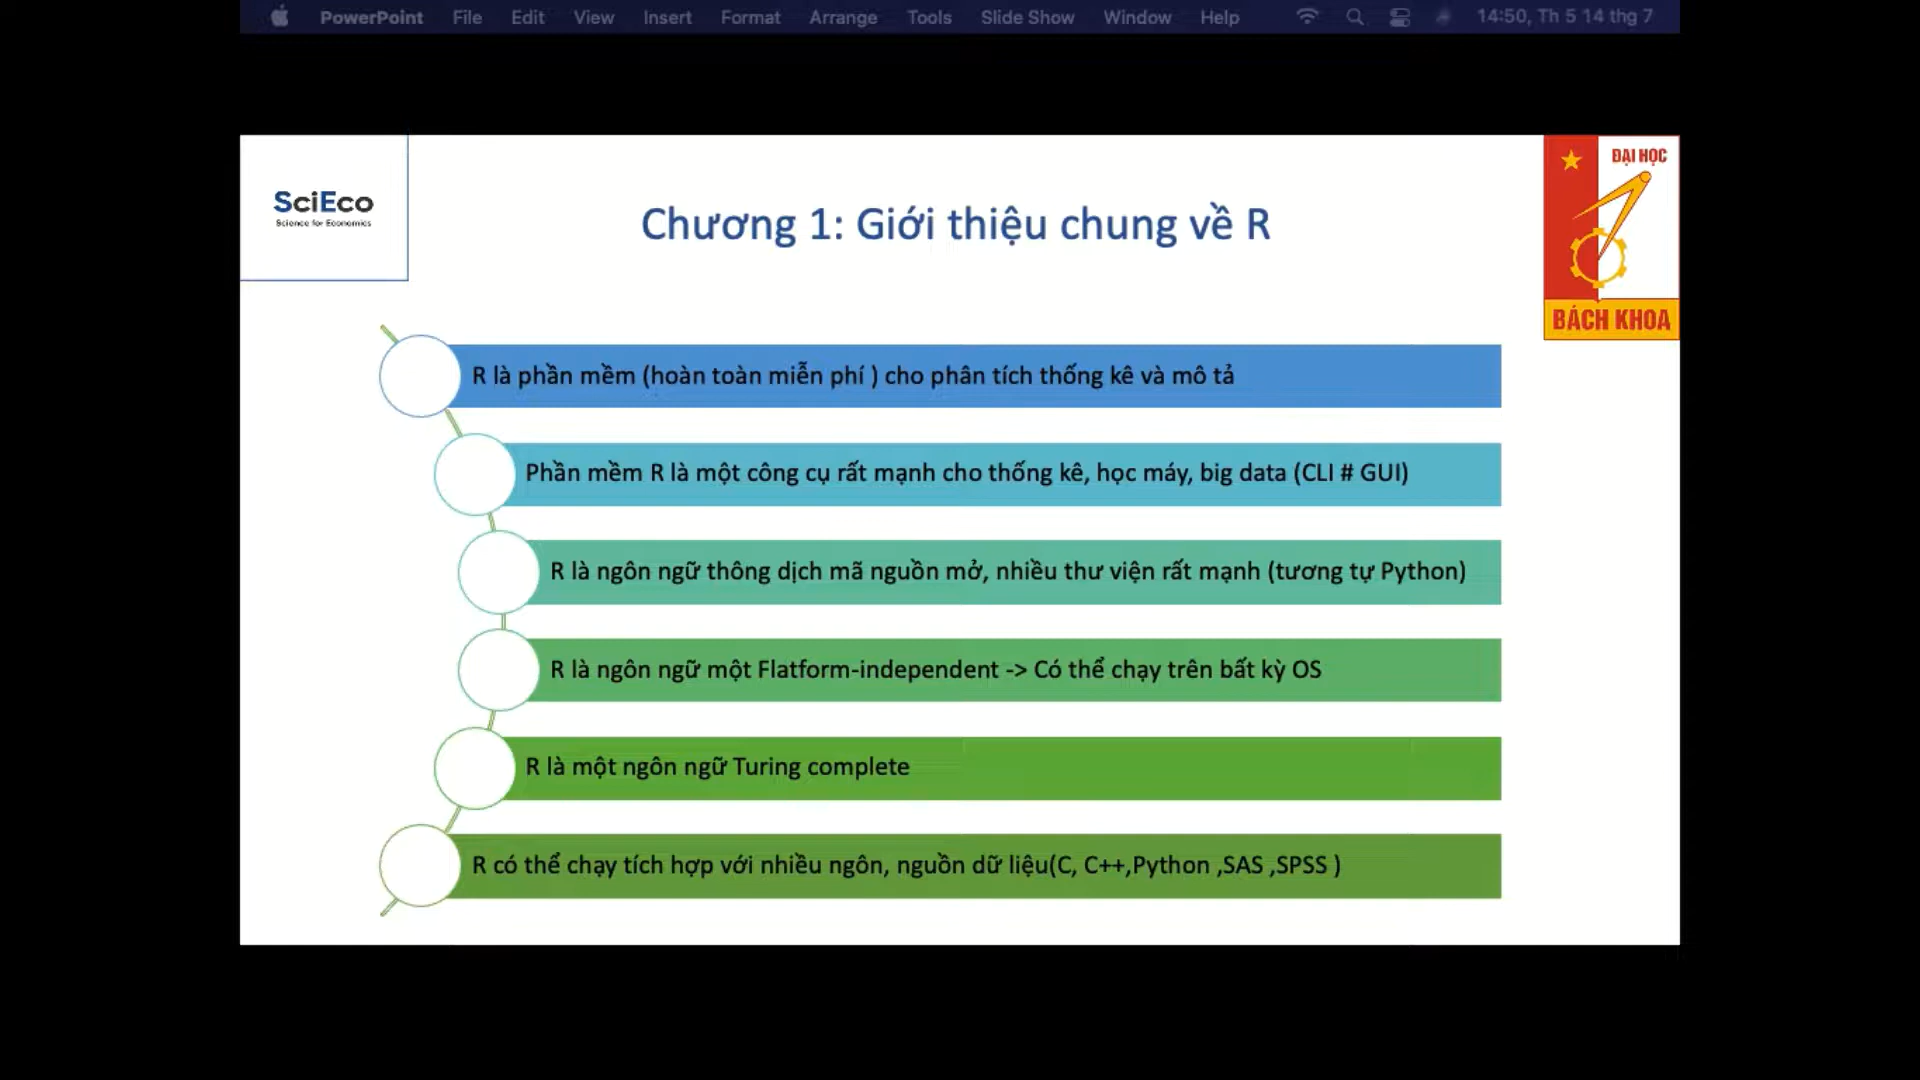 PowerPoint File Edit View Insert Format Arrange Tools Slide Show Window Help 14:50, Th 5 14 thg 7
SciEco
Science for Economics
ĐẠI HỌC
BÁCH KHOA
Chương 1: Giới thiệu chung về R
R là phần mềm (hoàn toàn miễn phí ) cho phân tích thống kê và mô tả
Phần mềm R là một công cụ rất mạnh cho thống kê, học máy, big data (CLI # GUI)
R là ngôn ngữ thông dịch mã nguồn mở, nhiều thư viện rất mạnh (tương tự Python)
R là ngôn ngữ một Flatform-independent -> Có thể chạy trên bất kỳ OS
R là một ngôn ngữ Turing complete
R có thể chạy tích hợp với nhiều ngôn, nguồn dữ liệu(C, C++,Python ,SAS ,SPSS )